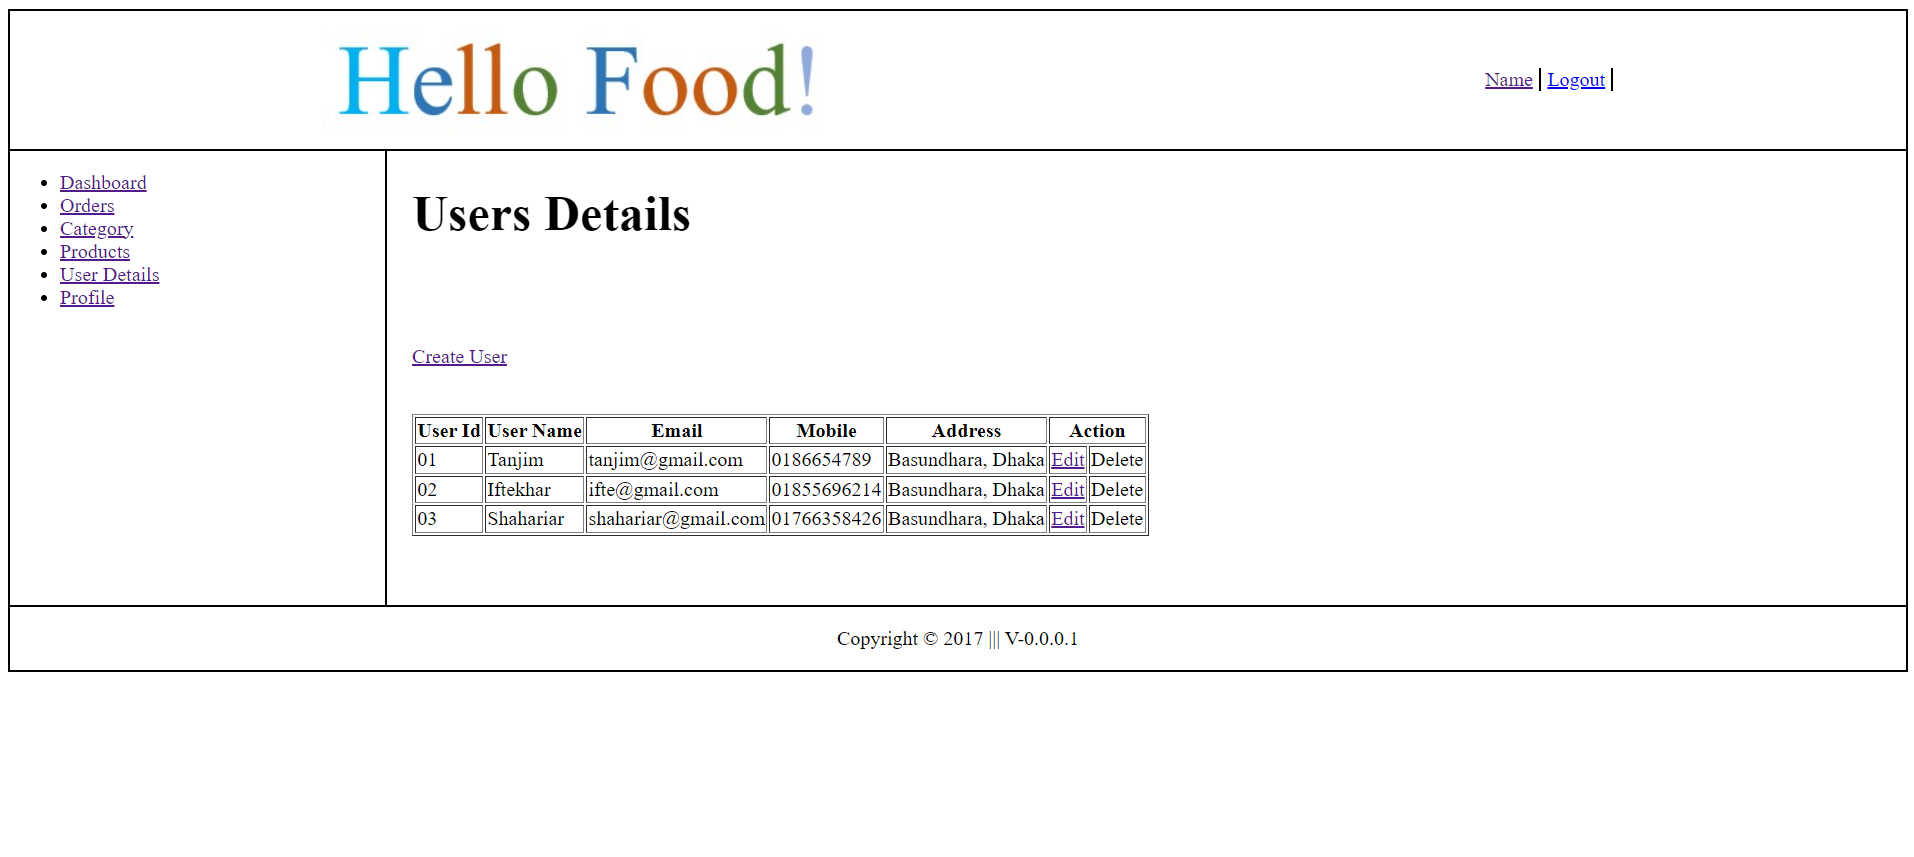 Hello Food!
Name | Logout |
Dashboard
Orders
Category
Products
User Details
Profile
Users Details
Create User
User Id User Name Email Mobile Address Action
01 Tanjim tanjim@gmail.com 0186654789 Basundhara, Dhaka Edit Delete
02 Iftekhar ifte@gmail.com 01855696214 Basundhara, Dhaka Edit Delete
03 Shahariar shahariar@gmail.com 01766358426 Basundhara, Dhaka Edit Delete
Copyright © 2017 ||| V-0.0.0.1